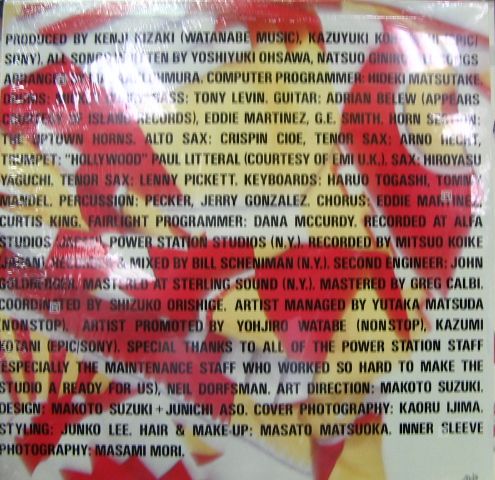 PRODUCED BY KENJI KIZAKI (WATANABE MUSIC), KAZUYUKI
SONY). ALL SONGS WRITTEN BY YOSHIYUKI OHSAWA, NATSUO
ARRANGED COMPUTER PROGRAMMER: HIDEKI MATSUTAKE.
BASS: TONY LEVIN. GUITAR: ADRIAN BELEW (APPEARS
COURTESY OF ISLAND RECORDS), EDDIE MARTINEZ, G.E. SMITH. HORN SECTION:
THE UPTOWN HORNS. ALTO SAX: CRISPIN CIOE, TENOR SAX: ARNO HECHT,
TRUMPET: "HOLLYWOOD" PAUL LITTERAL (COURTESY OF EMI U.K.). SAX: HIROYASU
YAGUCHI. TENOR SAX: LENNY PICKETT. KEYBOARDS: HARUO TOGASHI, TOMMY
MANDEL. PERCUSSION: PECKER, JERRY GONZALEZ. CHORUS: EDDIE MARTINEZ,
CURTIS KING. FAIRLIGHT PROGRAMMER: DANA MCCURDY. RECORDED AT ALFA
STUDIOS POWER STATION STUDIOS (N.Y.). RECORDED BY MITSUO KOIKE
(JAPAN) & MIXED BY BILL SCHENIMAN (N.Y.). SECOND ENGINEER: JOHN
GOLDBERGER. MASTERED AT STERLING SOUND (N.Y.). MASTERED BY GREG CALBI.
COORDINATED BY SHIZUKO ORISHIGE. ARTIST MANAGED BY YUTAKA MATSUDA
(NONSTOP). ARTIST PROMOTED BY YOHJIRO WATABE (NONSTOP), KAZUMI
KOTANI (EPIC/SONY). SPECIAL THANKS TO ALL OF THE POWER STATION STAFF
(ESPECIALLY THE MAINTENANCE STAFF WHO WORKED SO HARD TO MAKE THE
STUDIO A READY FOR US), NEIL DORFSMAN. ART DIRECTION: MAKOTO SUZUKI.
DESIGN: MAKOTO SUZUKI + JUNICHI ASO. COVER PHOTOGRAPHY: KAORU IJIMA.
STYLING: JUNKO LEE. HAIR & MAKE-UP: MASATO MATSUOKA. INNER SLEEVE
PHOTOGRAPHY: MASAMI MORI.